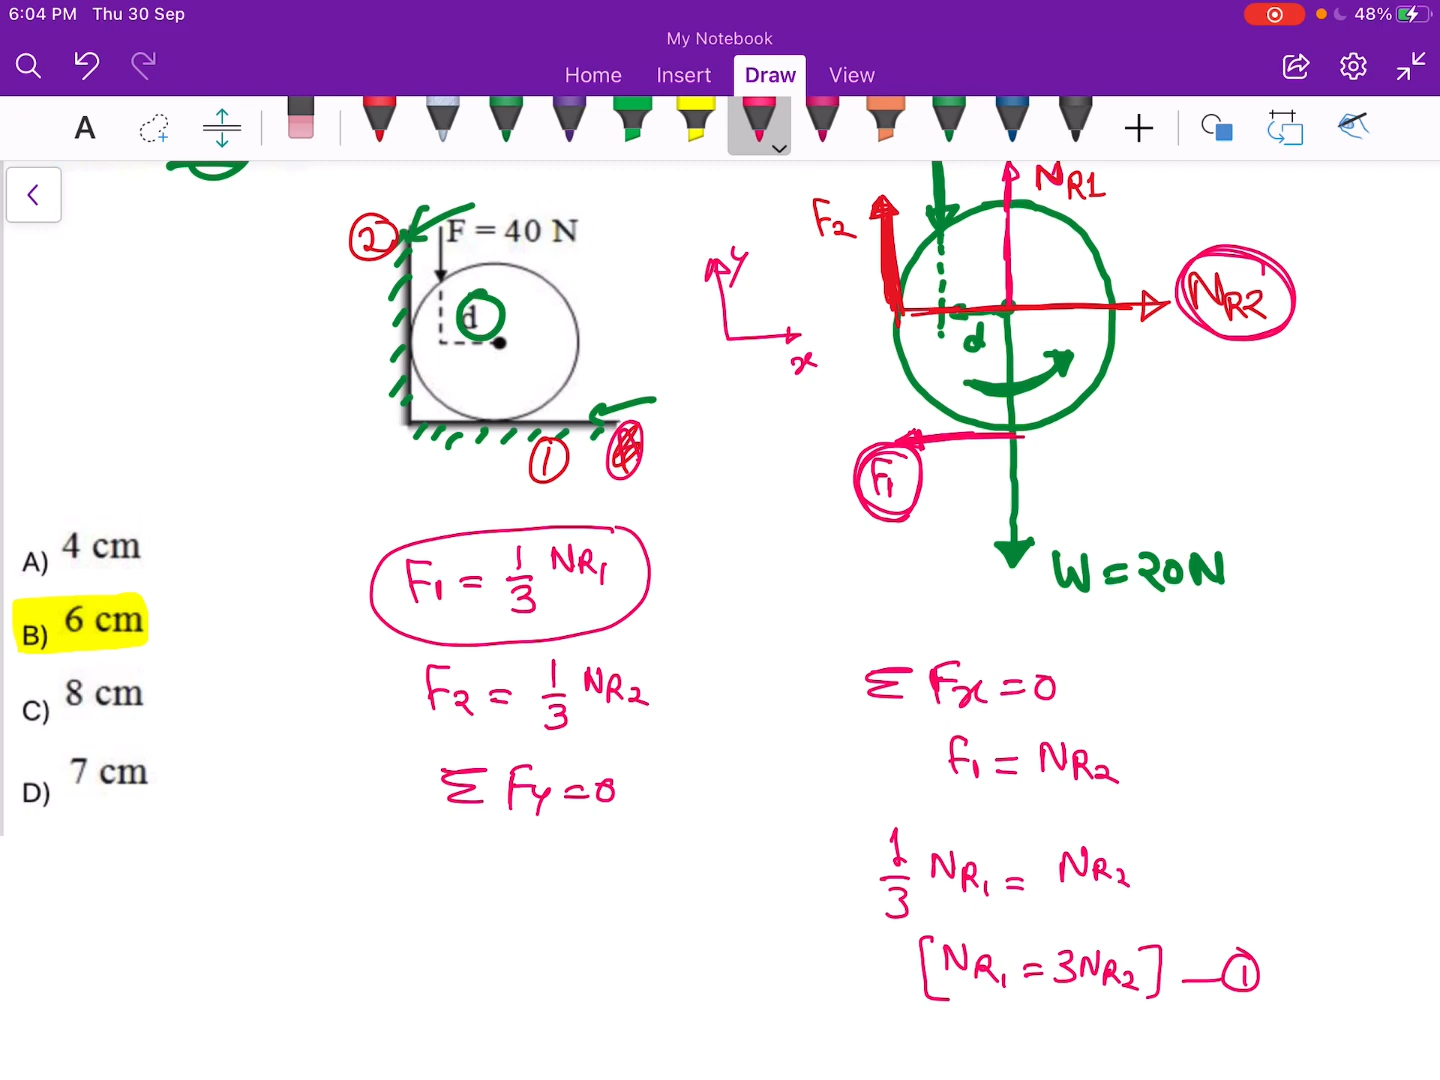 6:04 PM Thu 30 Sep
48%
My Notebook
Home Insert Draw View
A
F = 40 N
2
d
1
A) 4 cm
B) 6 cm
C) 8 cm
D) 7 cm
NR1
F2
NR2
y
x
d
F1
W = 20N
F1 = 1/3 NR1
F2 = 1/3 NR2
Σ Fy = 0
Σ Fx = 0
F1 = NR2
1/3 NR1 = NR2
[NR1 = 3NR2] — 1